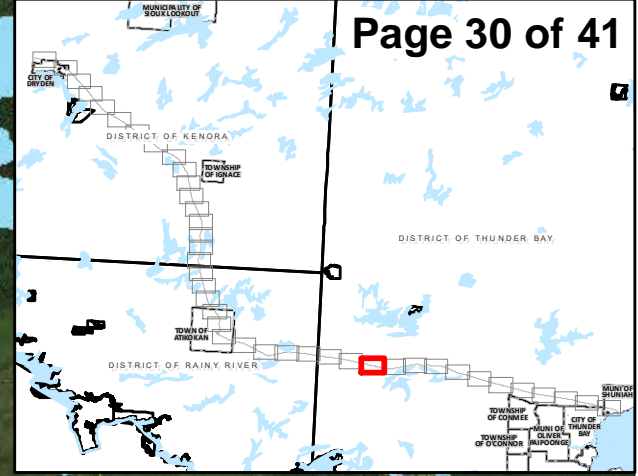 MUNICIPALITY OF
SIOUX LOOKOUT
Page 30 of 41
CITY OF
DRYDEN
DISTRICT OF KENORA
TOWNSHIP
OF IGNACE
DISTRICT OF THUNDER BAY
TOWN OF
ATIKOKAN
DISTRICT OF RAINY RIVER
MUNI OF
SHUNIAH
TOWNSHIP
OF CONMEE
CITY OF
THUNDER
BAY
MUNI OF
OLIVER
PAIPOONGE
TOWNSHIP
OF O'CONNOR